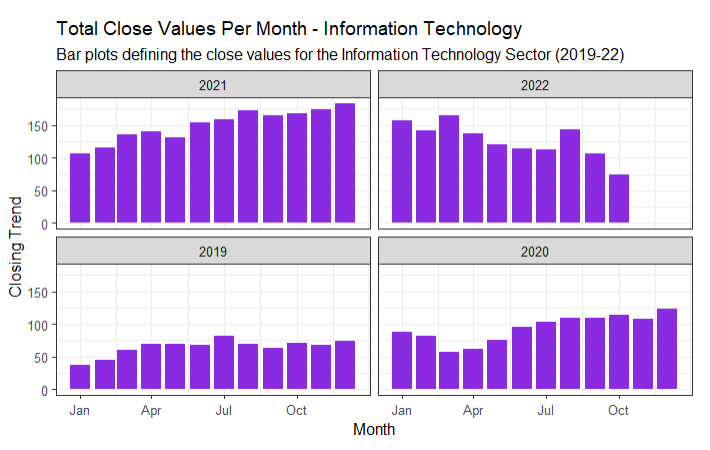 Total Close Values Per Month - Information Technology
Bar plots defining the close values for the Information Technology Sector (2019-22)
2021
2022
150
100
50
0
Closing Trend
2019
2020
150
100
50
0
Jan Apr Jul Oct
Jan Apr Jul Oct
Month